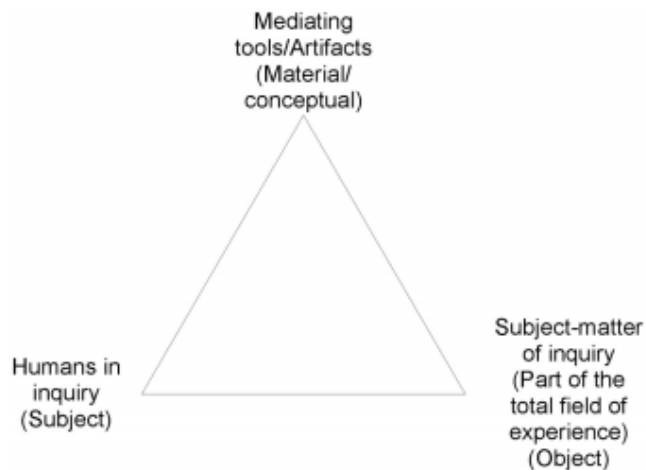 Mediating
tools/Artifacts
(Material/
conceptual)
Humans in
inquiry
(Subject)
Subject-matter
of inquiry
(Part of the
total field of
experience)
(Object)